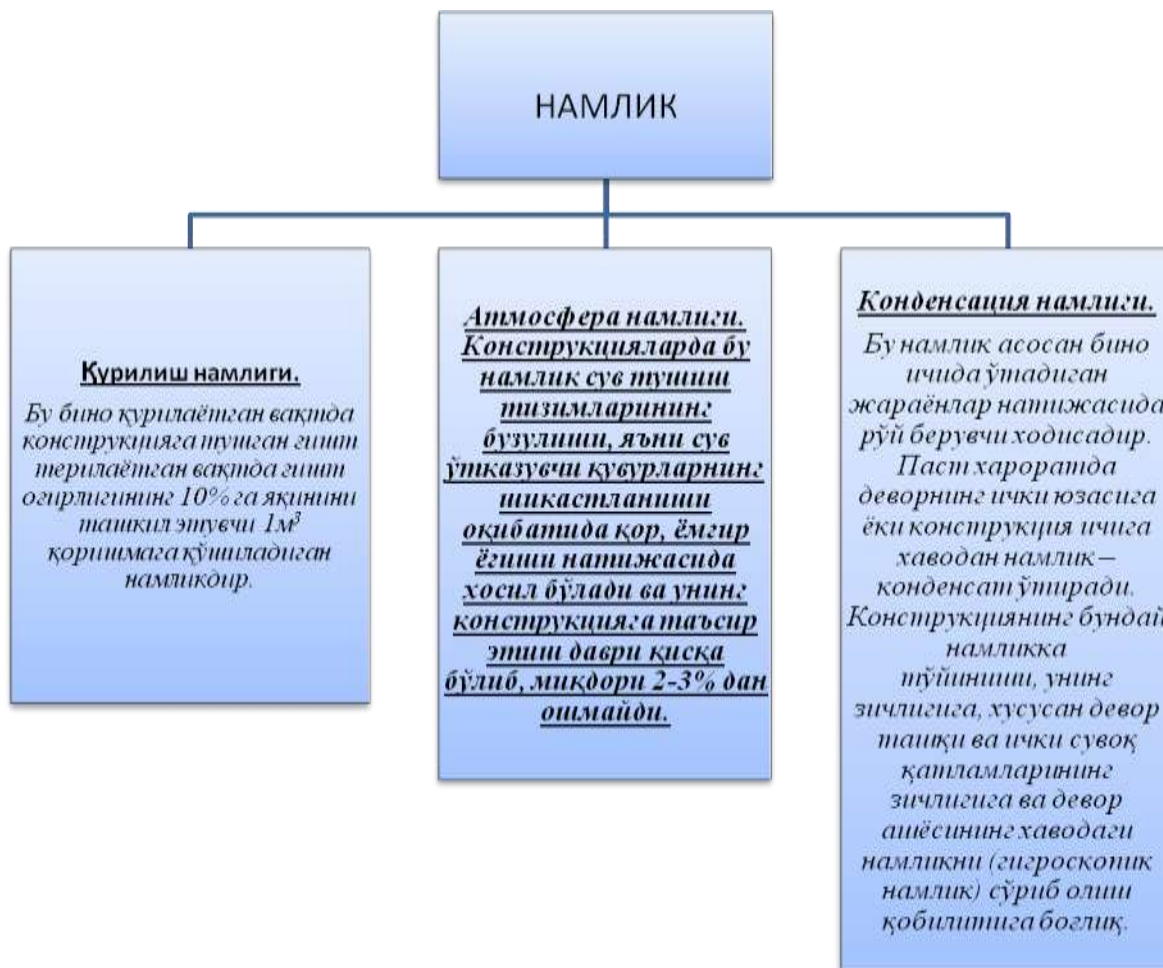 НАМЛИК
Қурилиш намлиги.
Бу бино қурилаётган вақтда
конструкцияга тушган ғишт
терилаётган вақтда ғишт
оғирлигининг 10% га яқинини
ташкил этувчи 1м³
қоришмага қўшиладиган
намликдир.
Атмосфера намлиги.
Конструкцияларда бу
намлик сув тушиш
тизимларининг
бузулиши, яъни сув
ўтказувчи қувурларнинг
шикастланиши
оқибатида қор, ёмғир
ёғиши натижасида
хосил бўлади ва унинг
конструкцияга таъсир
этиш даври қисқа
бўлиб, миқдори 2-3% дан
ошмайди.
Конденсация намлиги.
Бу намлик асосан бино
ичида ўтадиган
жараёнлар натижасида
рўй берувчи ходисадир.
Паст хароратда
деворнинг ички юзасига
ёки конструкция ичига
хаводан намлик –
конденсат ўтиради.
Конструкциянинг бундай
намликка
тўйиниши, унинг
зичлигига, хусусан девор
ташқи ва ички сувоқ
қатламларининг
зичлигига ва девор
ашёсининг хаводаги
намликни (гигроскопик
намлик) сўриб олиш
қобилитига боғлиқ.